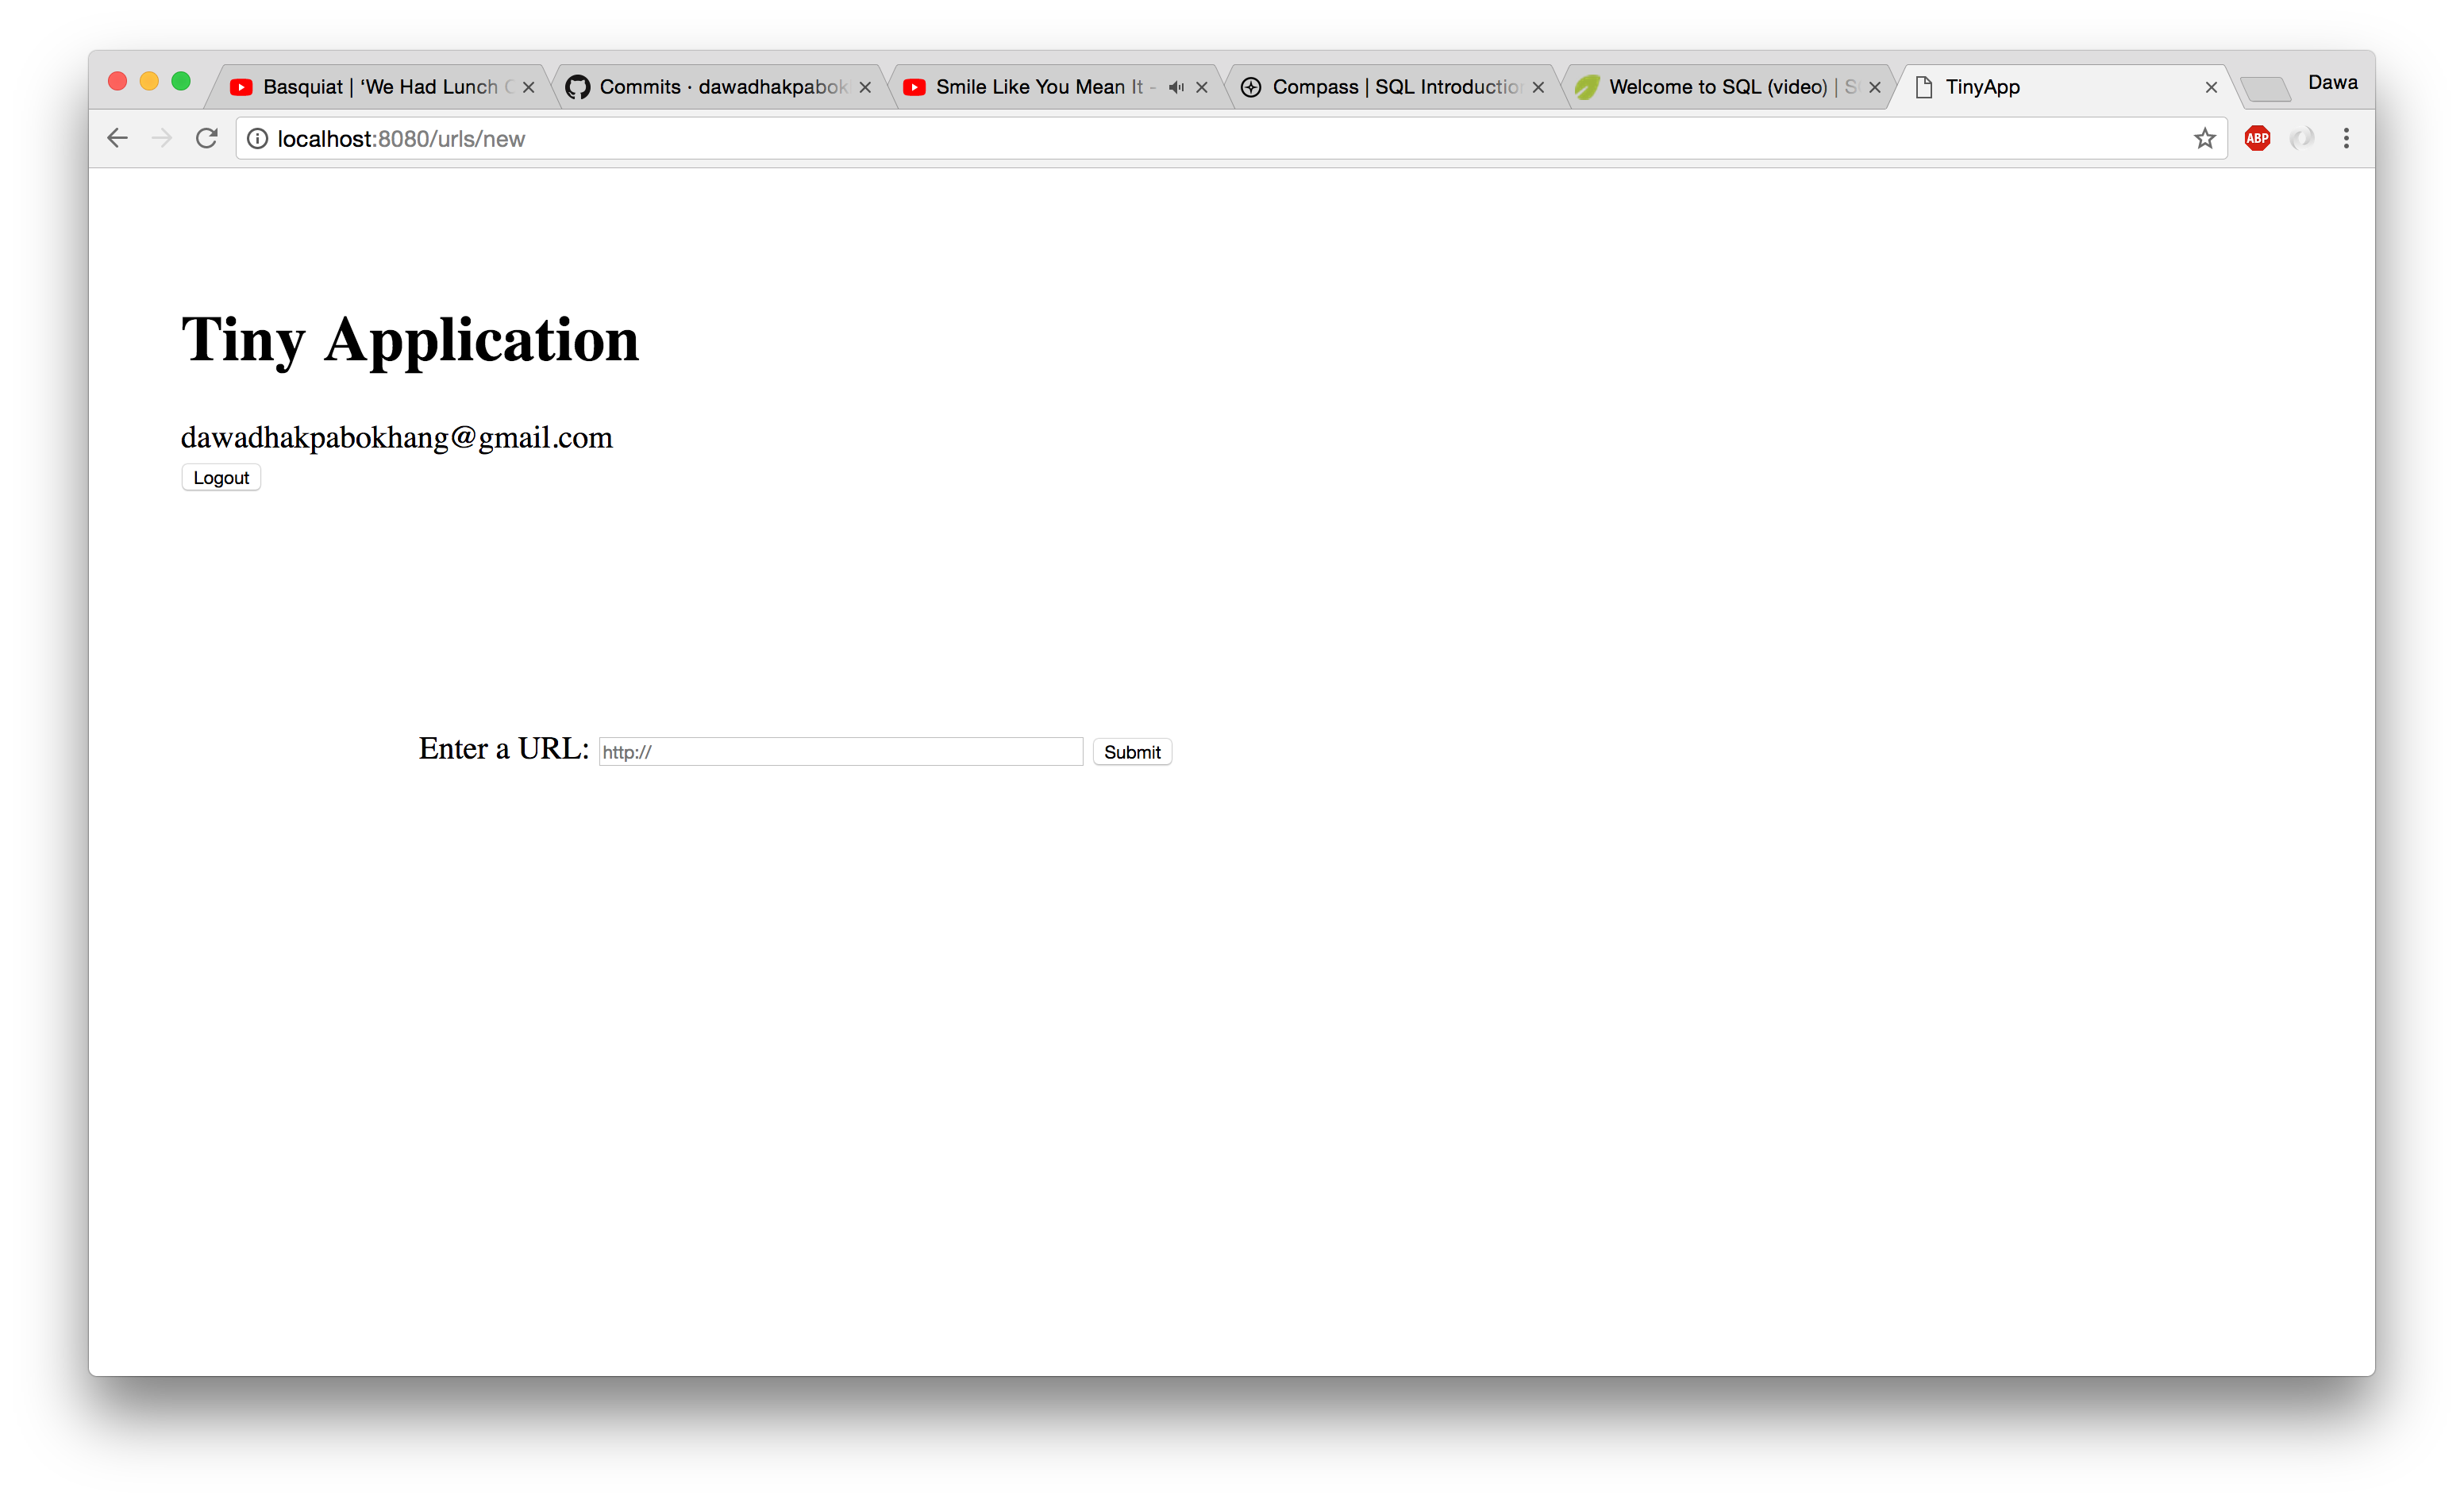 Basquiat | ‘We Had Lunch
Commits · dawadhakpabok
Smile Like You Mean It -
Compass | SQL Introduction
Welcome to SQL (video) | S
TinyApp
Dawa
localhost:8080/urls/new
ABP
Tiny Application
dawadhakpabokhang@gmail.com
Logout
Enter a URL: http:// Submit